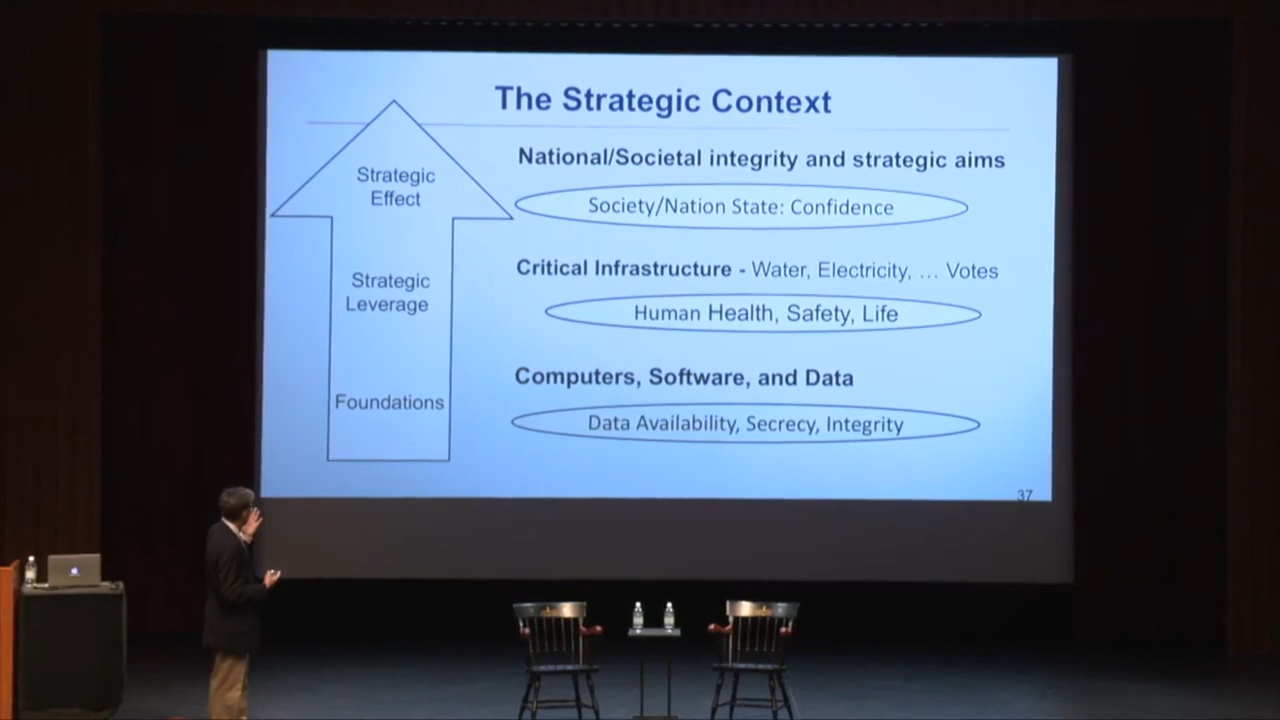 The Strategic Context
Strategic
Effect
National/Societal integrity and strategic aims
Society/Nation State: Confidence
Strategic
Leverage
Critical Infrastructure - Water, Electricity, … Votes
Human Health, Safety, Life
Foundations
Computers, Software, and Data
Data Availability, Secrecy, Integrity
37